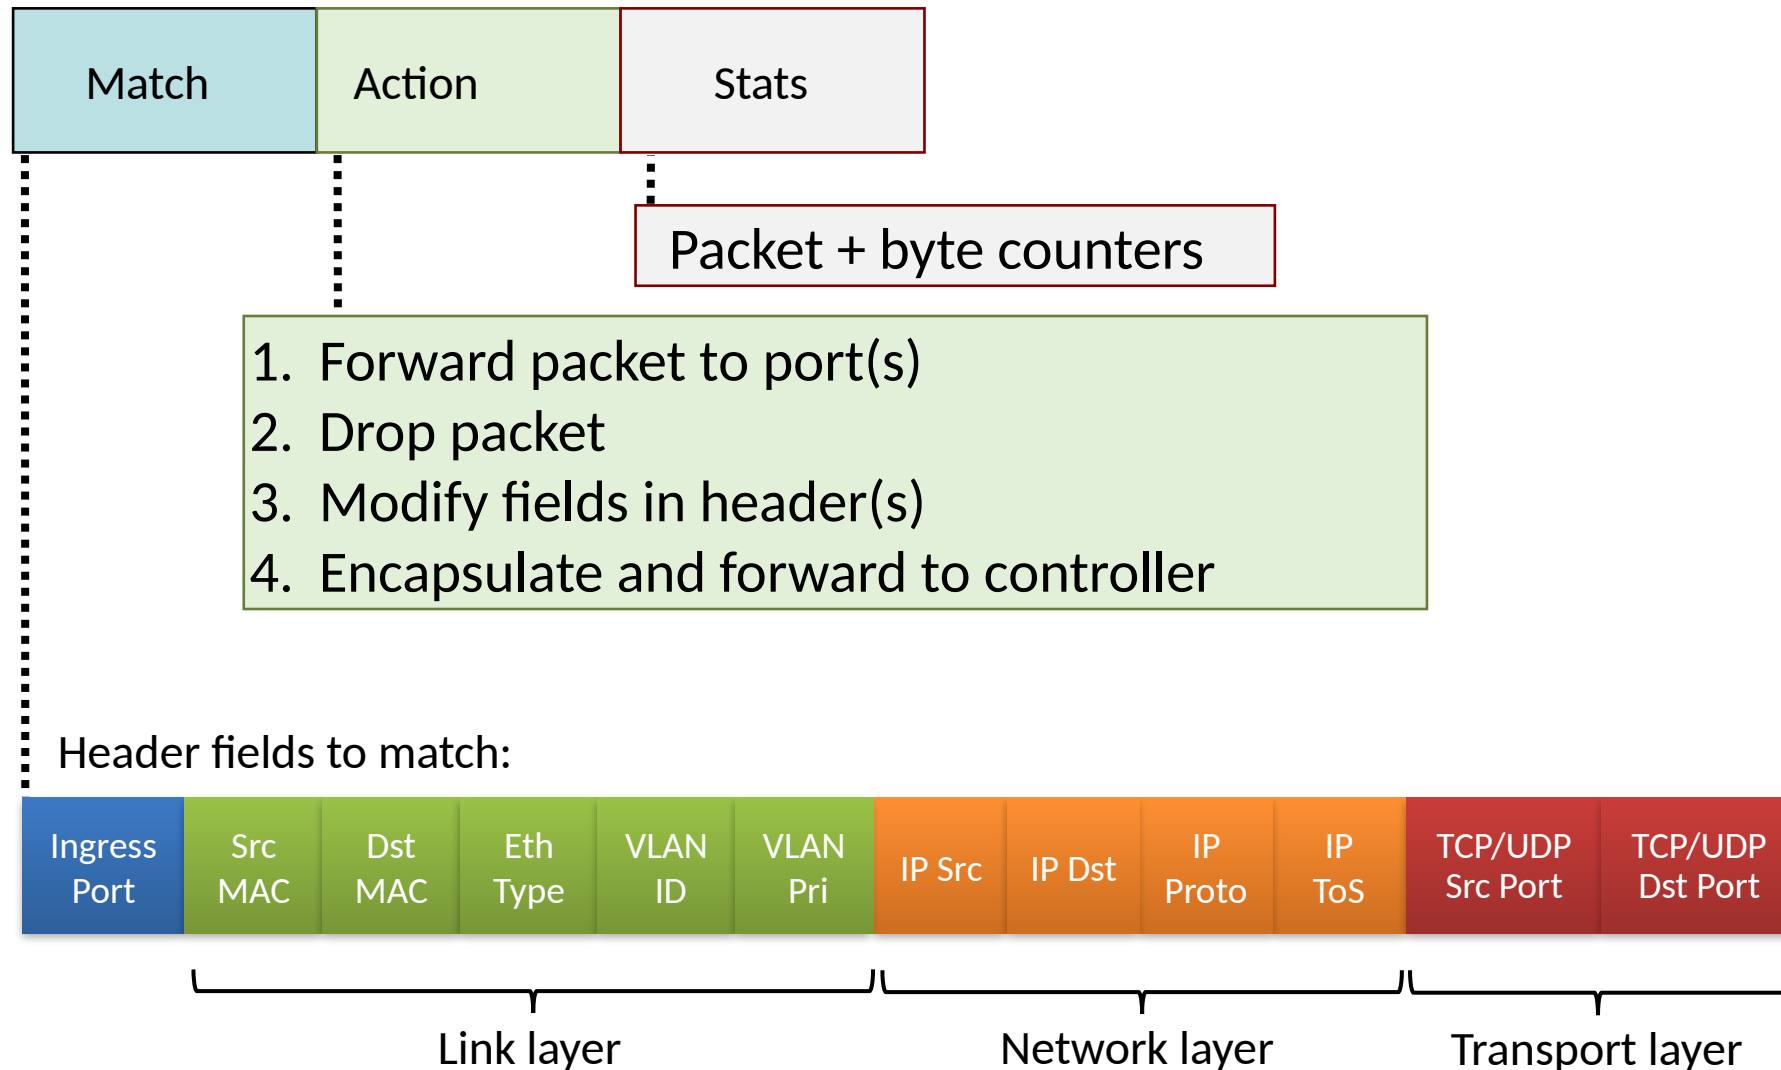 Match
Action
Stats
Packet + byte counters
1. Forward packet to port(s)
2. Drop packet
3. Modify fields in header(s)
4. Encapsulate and forward to controller
Header fields to match:
Ingress
Port
Src
MAC
Dst
MAC
Eth
Type
VLAN
ID
VLAN
Pri
IP Src
IP Dst
IP
Proto
IP
ToS
TCP/UDP
Src Port
TCP/UDP
Dst Port
Link layer
Network layer
Transport layer